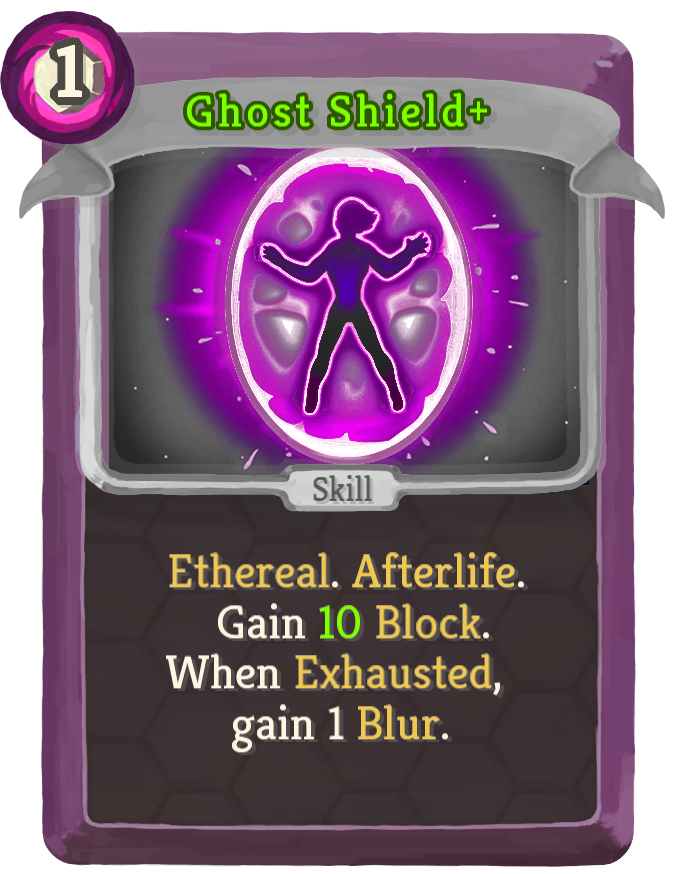 1
Ghost Shield+
Skill
Ethereal. Afterlife.
Gain 10 Block.
When Exhausted,
gain 1 Blur.